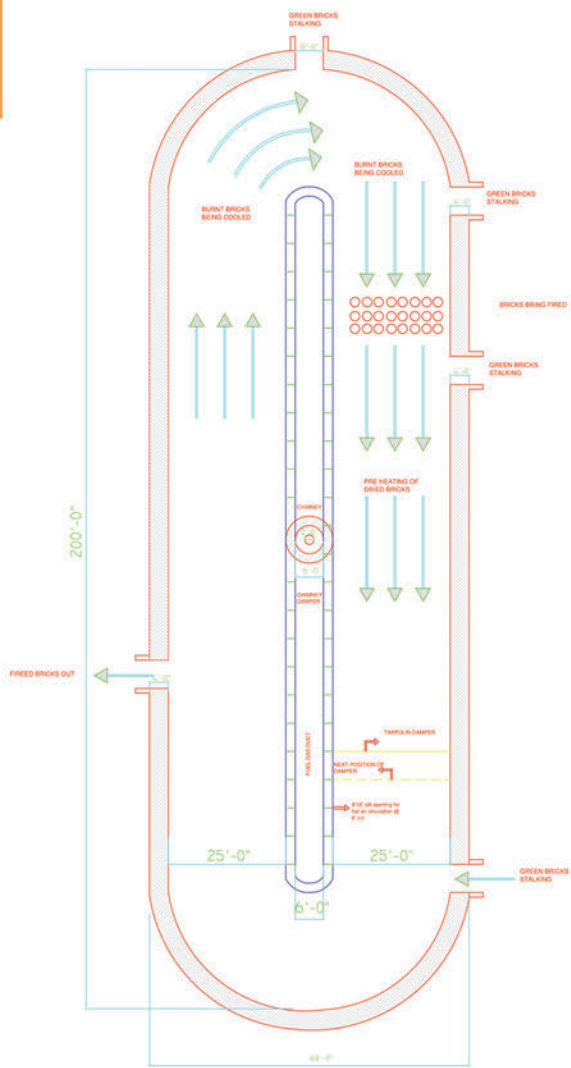 GREEN BRICKS
STALKING
BURNT BRICKS
BEING COOLED
GREEN BRICKS
STALKING
BURNT BRICKS
BEING COOLED
BRICKS BRING FIRED
GREEN BRICKS
STALKING
PRE HEATING OF
DRIED BRICKS
CHIMNEY
200'-0"
CHIMNEY
DAMPER
FIREED BRICKS OUT
TARPULIN DAMPER
FUEL GAS DUCT
NEXT POSITION OF
DAMPER
25'-0"
25'-0"
GREEN BRICKS
STALKING
6'-0"